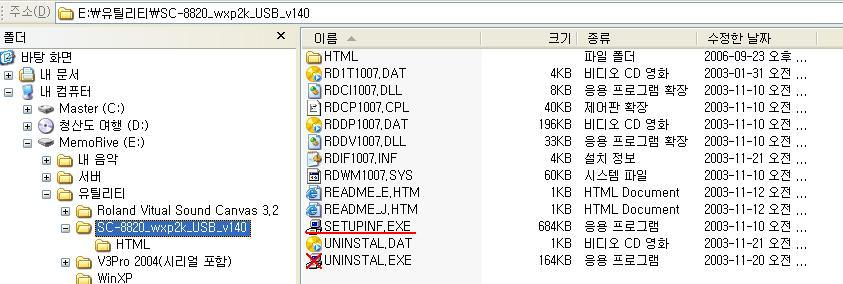 주소(D) E:\유틸리티\SC-8820_wxp2k_USB_v140
폴더
바탕 화면
내 문서
내 컴퓨터
Master (C:)
청산도 여행 (D:)
MemoRive (E:)
내 음악
서버
유틸리티
Roland Vitual Sound Canvas 3,2
SC-8820_wxp2k_USB_v140
HTML
V3Pro 2004(시리얼 포함)
WinXP
이름 크기 종류 수정한 날짜
HTML 파일 폴더 2006-09-23 오후 ...
RD1T1007,DAT 4KB 비디오 CD 영화 2003-01-31 오전 ...
RDCI1007,DLL 8KB 응용 프로그램 확장 2003-11-10 오전 ...
RDCP1007,CPL 40KB 제어판 확장 2003-11-10 오전 ...
RDDP1007,DAT 196KB 비디오 CD 영화 2003-11-10 오전 ...
RDDV1007,DLL 33KB 응용 프로그램 확장 2003-11-10 오전 ...
RDIF1007,INF 4KB 설치 정보 2003-11-21 오전 ...
RDWM1007,SYS 60KB 시스템 파일 2003-11-10 오전 ...
README_E,HTM 1KB HTML Document 2003-11-12 오전 ...
README_J,HTM 1KB HTML Document 2003-11-12 오전 ...
SETUPINF,EXE 684KB 응용 프로그램 2003-11-10 오전 ...
UNINSTAL,DAT 1KB 비디오 CD 영화 2003-11-21 오전 ...
UNINSTAL,EXE 164KB 응용 프로그램 2003-11-20 오전 ...